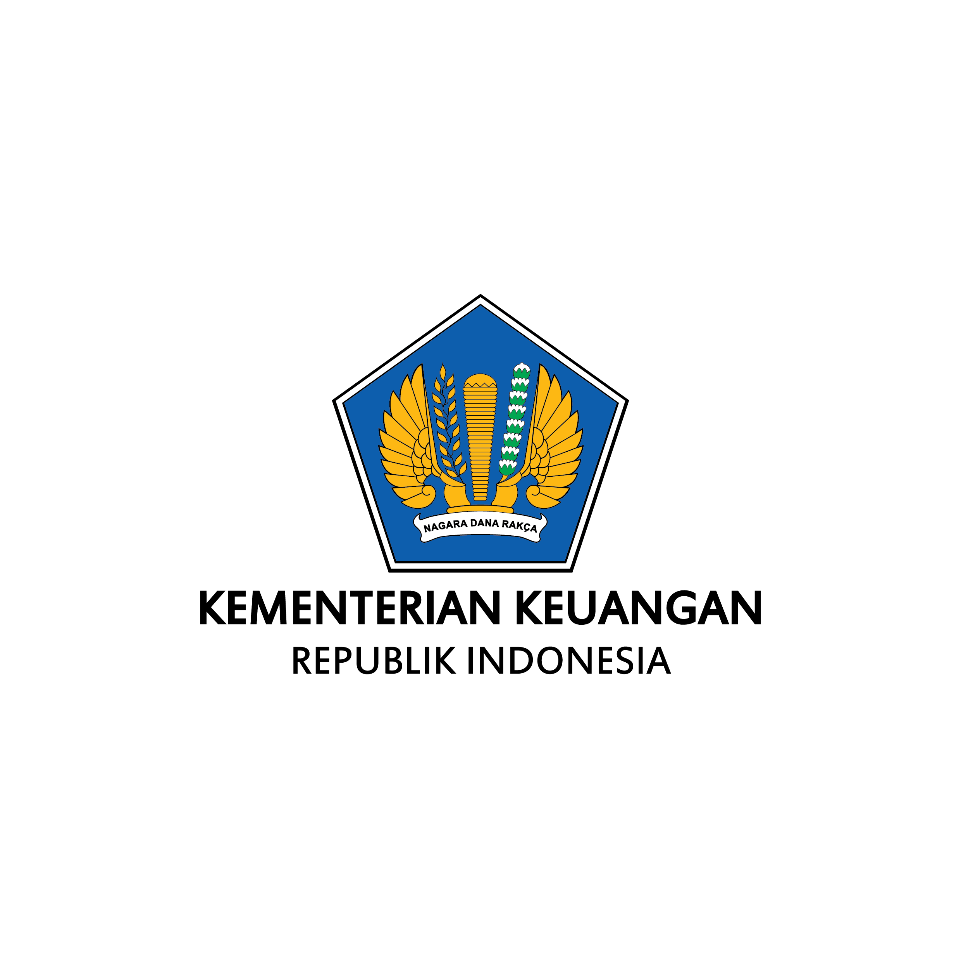 NAGARA DANA RAKÇA
KEMENTERIAN KEUANGAN
REPUBLIK INDONESIA